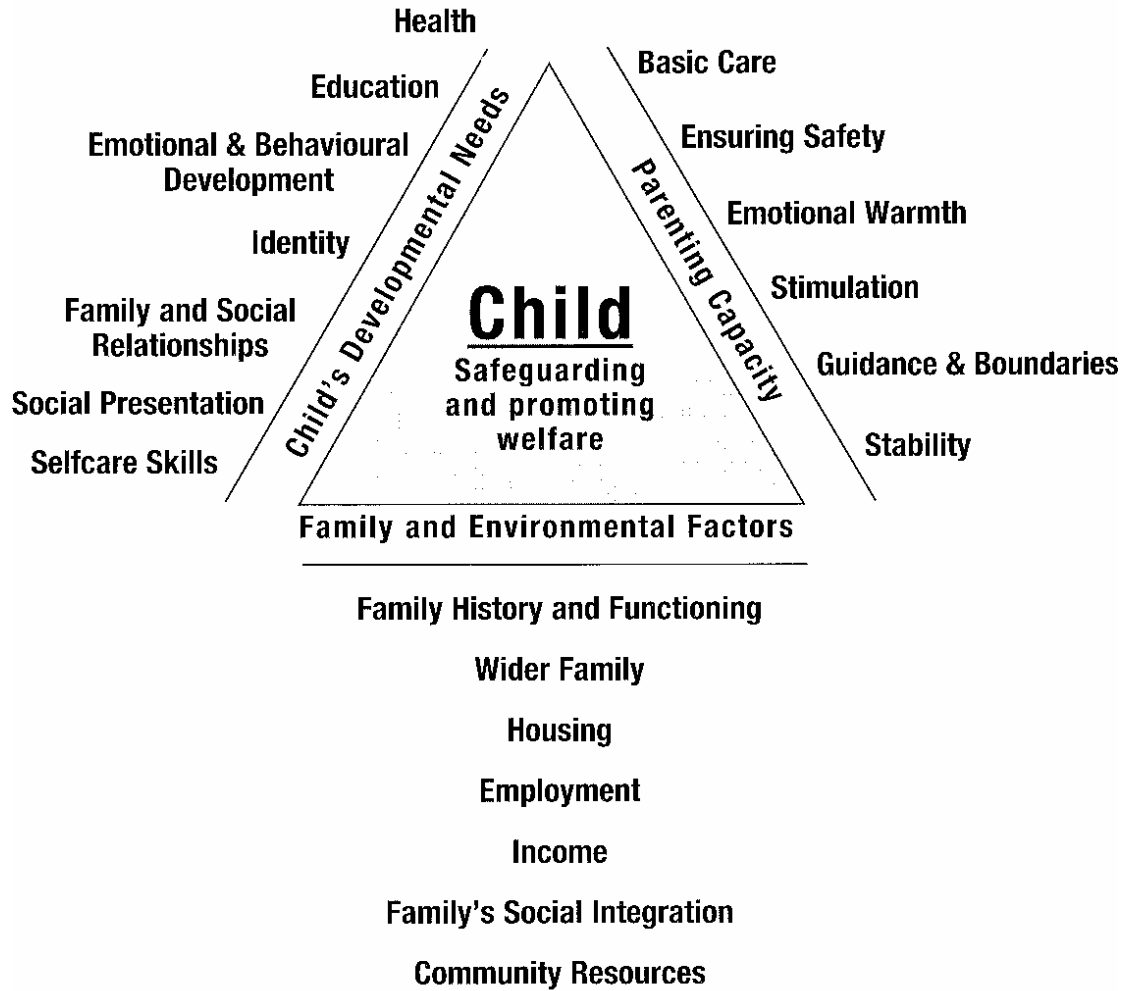 Health
Education
Emotional & Behavioural
Development
Identity
Family and Social
Relationships
Social Presentation
Selfcare Skills
Child's Developmental Needs
Basic Care
Ensuring Safety
Emotional Warmth
Stimulation
Guidance & Boundaries
Stability
Parenting Capacity
Child
Safeguarding
and promoting
welfare
Family and Environmental Factors
Family History and Functioning
Wider Family
Housing
Employment
Income
Family's Social Integration
Community Resources